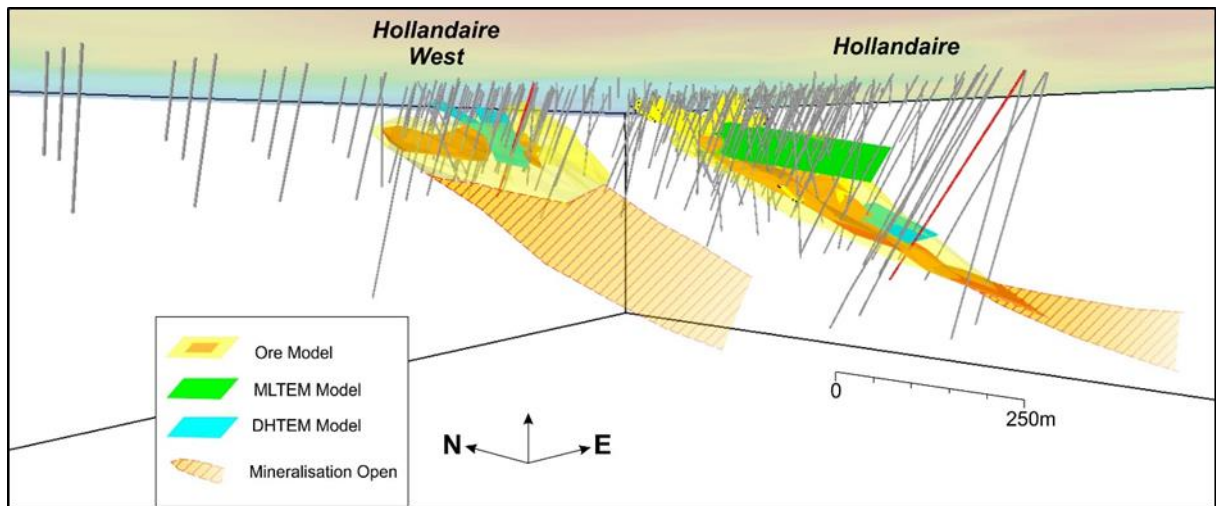 Hollandaire
West
Hollandaire
Ore Model
MLTEM Model
DHTEM Model
Mineralisation Open
N
E
0
250m